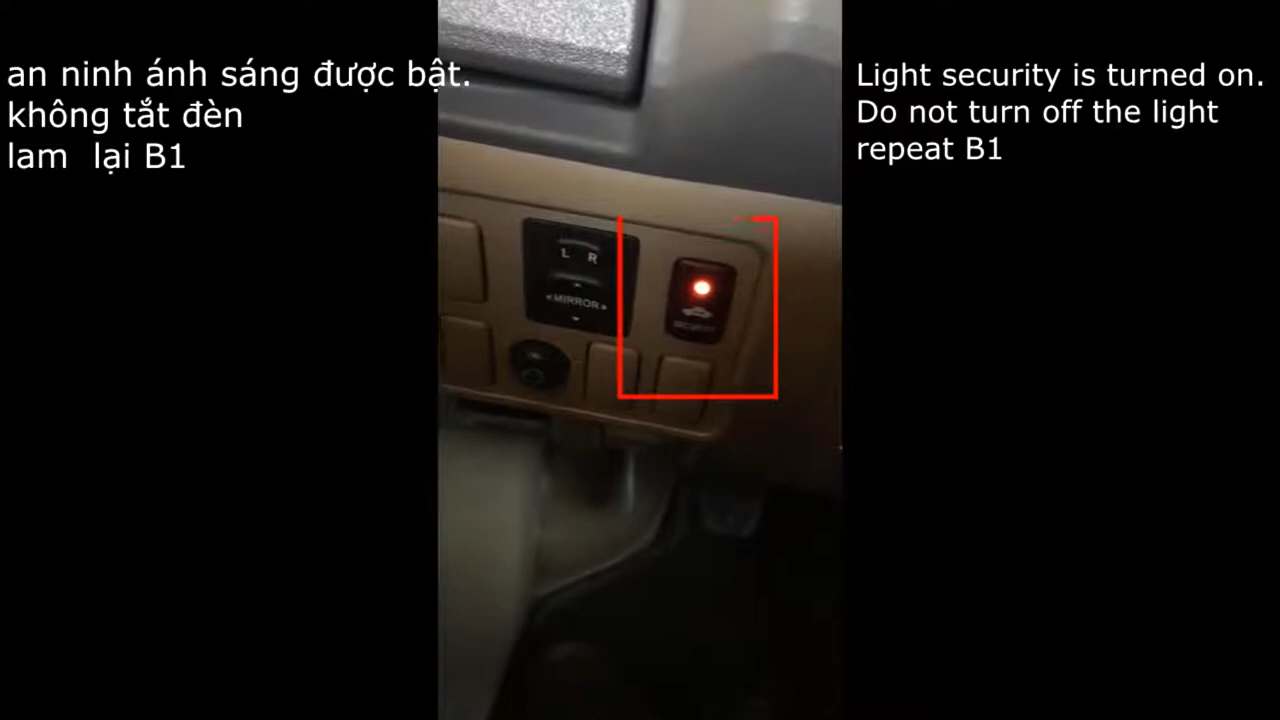 an ninh ánh sáng được bật.
không tắt đèn
lam lại B1
Light security is turned on.
Do not turn off the light
repeat B1
L R
MIRROR
SECURITY